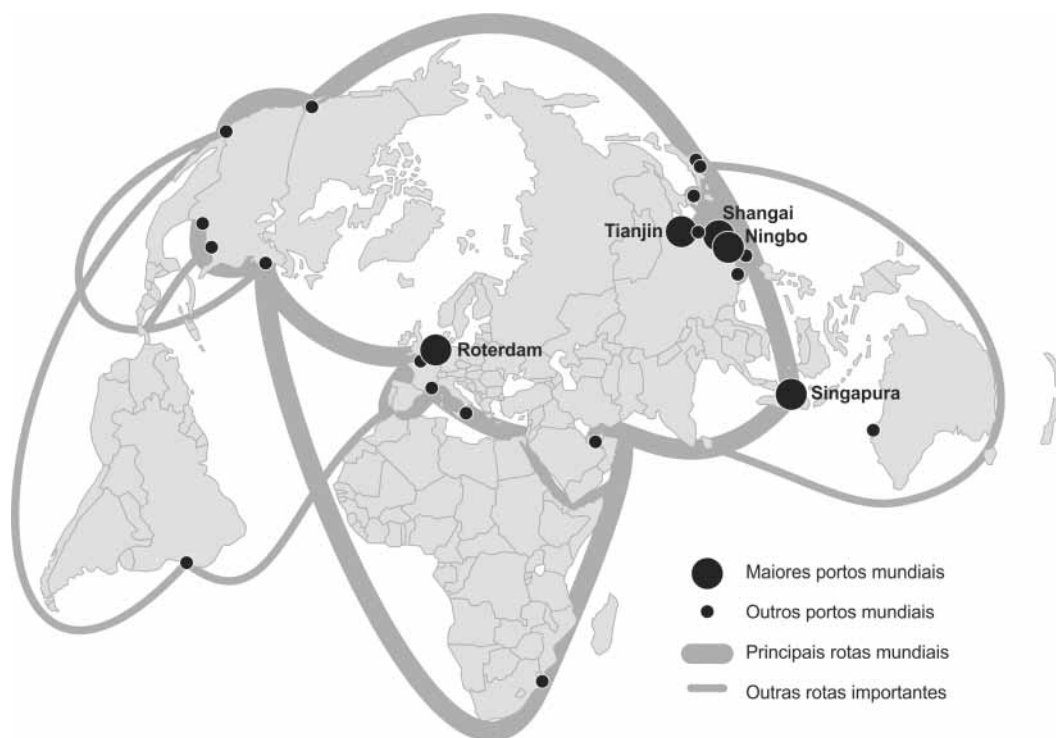 Shangai
Tianjin
Ningbo
Roterdam
Singapura
Maiores portos mundiais
Outros portos mundiais
Principais rotas mundiais
Outras rotas importantes